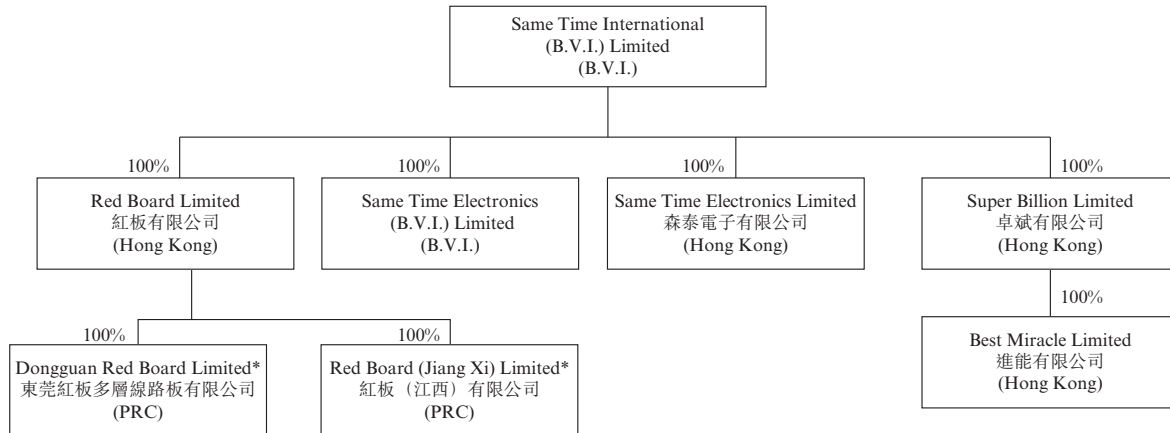 Same Time International
(B.V.I.) Limited
(B.V.I.)
100%
100%
100%
100%
Red Board Limited
紅板有限公司
(Hong Kong)
Same Time Electronics
(B.V.I.) Limited
(B.V.I.)
Same Time Electronics Limited
森泰電子有限公司
(Hong Kong)
Super Billion Limited
卓斌有限公司
(Hong Kong)
100%
100%
100%
Dongguan Red Board Limited*
東莞紅板多層線路板有限公司
(PRC)
Red Board (Jiang Xi) Limited*
紅板（江西）有限公司
(PRC)
Best Miracle Limited
進能有限公司
(Hong Kong)